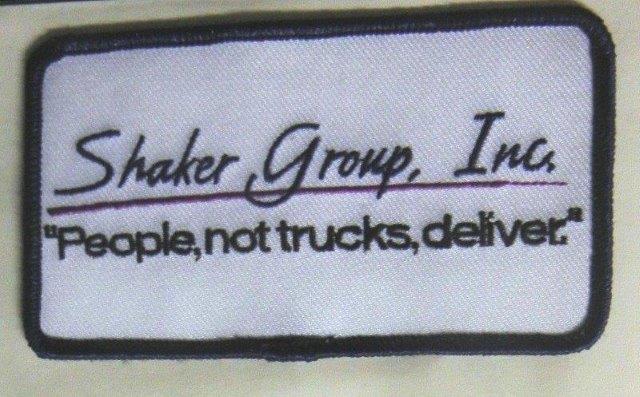 Shaker Group, Inc.
"People, not trucks, deliver."